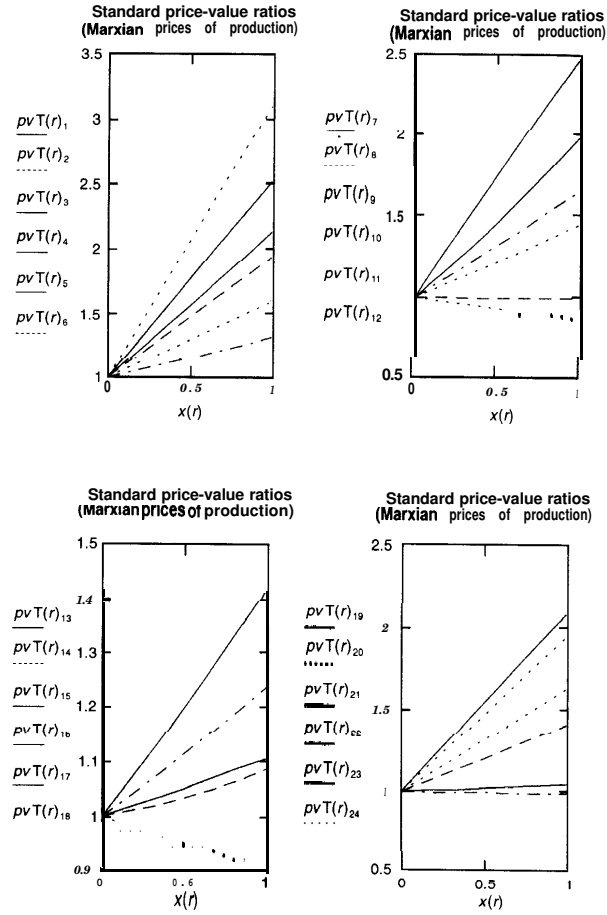 Standard price-value ratios
(Marxian prices of production)
3.5
3
2.5
2
1.5
1
pvT(r)1
pvT(r)2
pvT(r)3
pvT(r)4
pvT(r)5
pvT(r)6
0
0.5
1
x(r)
Standard price-value ratios
(Marxian prices of production)
2.5
2
1.5
1
0.5
pvT(r)7
pvT(r)8
pvT(r)9
pvT(r)10
pvT(r)11
pvT(r)12
0
0.5
1
x(r)
Standard price-value ratios
(Marxian prices of production)
1.5
1.4
1.3
1.2
1.1
1
0.9
pvT(r)13
pvT(r)14
pvT(r)15
pvT(r)16
pvT(r)17
pvT(r)18
0
0.6
1
x(r)
Standard price-value ratios
(Marxian prices of production)
2.5
2
1.5
1
0.5
pvT(r)19
pvT(r)20
pvT(r)21
pvT(r)
pvT(r)23
pvT(r)24
0
0.5
1
x(r)